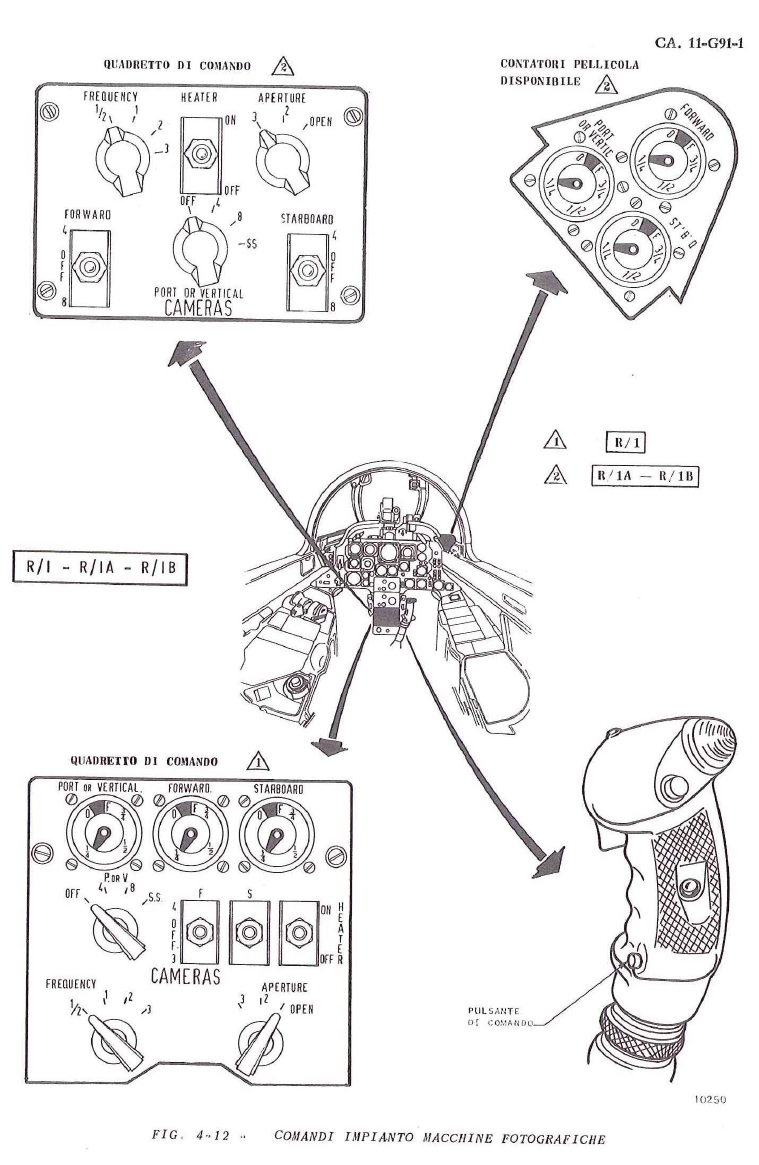 CA. 11-G91-1
QUADRETTO DI COMANDO 2
FREQUENCY
1/2 1 2 3
HEATER
ON
OFF
APERTURE
3 2 OPEN
FORWARD
4
OFF
8
OFF 4 8 SS
PORT OR VERTICAL
CAMERAS
STARBOARD
4
OFF
8
CONTATORI PELLICOLA
DISPONIBILE 2
PORT
OR VERTIC
0 F 3/4 1/2 1/4
FORWARD
0 F 3/4 1/2 1/4
ST'B'D
0 F 3/4 1/2 1/4
1 R/1
2 R/1A — R/1B
R/1 - R/1A - R/1B
QUADRETTO DI COMANDO 1
PORT OR VERTICAL.
0 F 3/4 1/2 1/4
FORWARD.
0 F 3/4 1/2 1/4
STARBOARD
0 F 3/4 1/2 1/4
P. OR V.
OFF 4 8 S.S.
F
4
OFF.
3
S
ON
OFF
HEATER
CAMERAS
FREQUENCY
1/2 1 2 3
APERTURE
3 2 OPEN
PULSANTE
DI COMANDO
10250
FIG. 4-12 - COMANDI IMPIANTO MACCHINE FOTOGRAFICHE